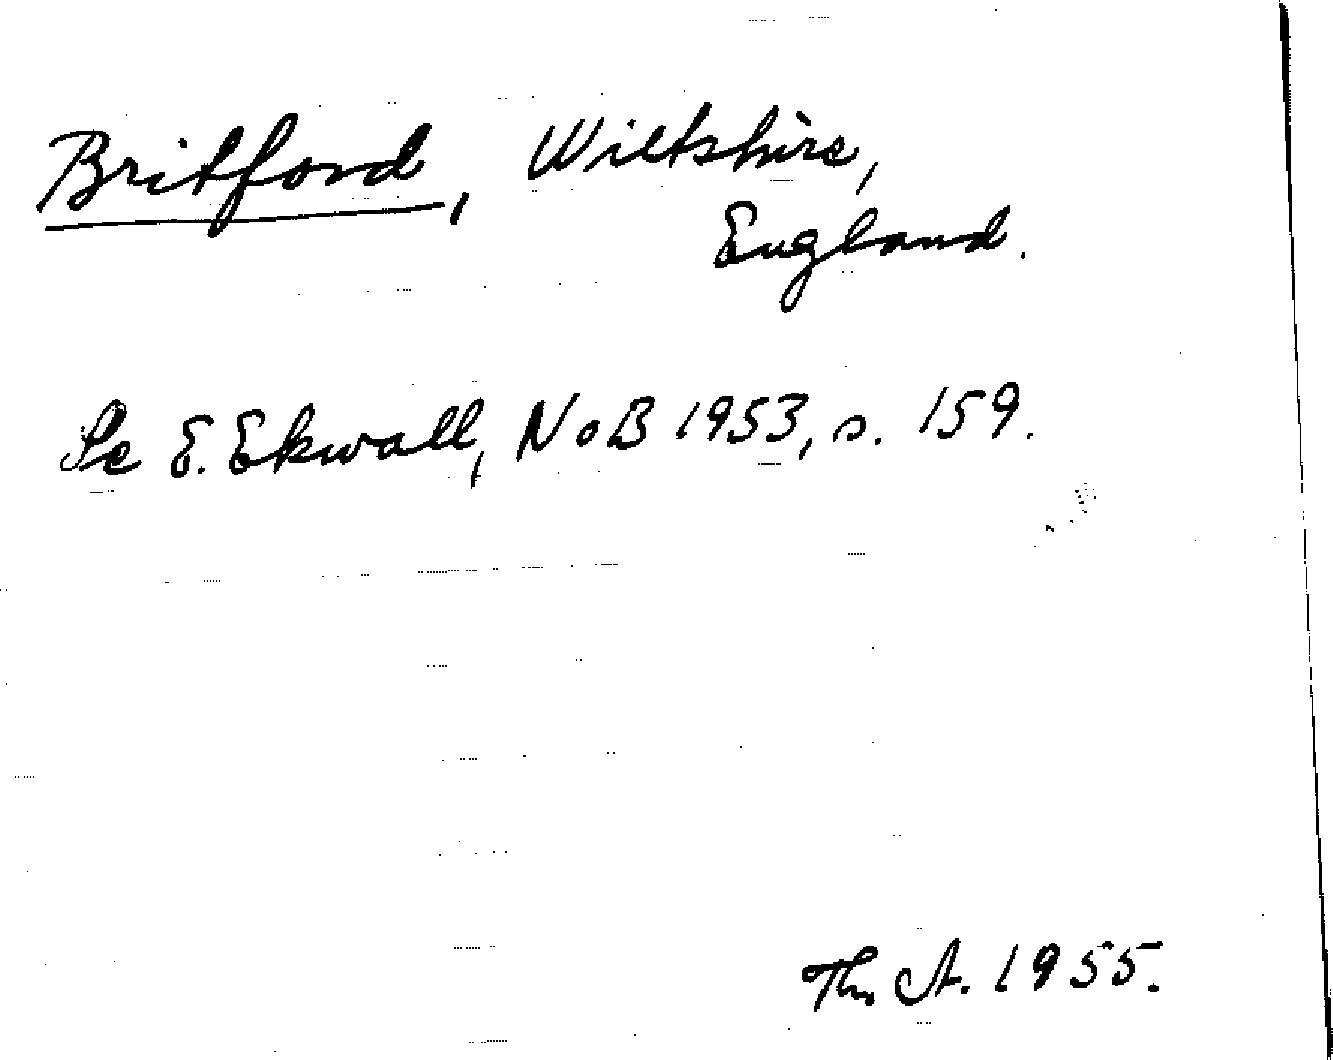 Britford, Wiltshire,
England.
Se E. Ekwall, NoB 1953, s. 159.
Th. A. 1955.